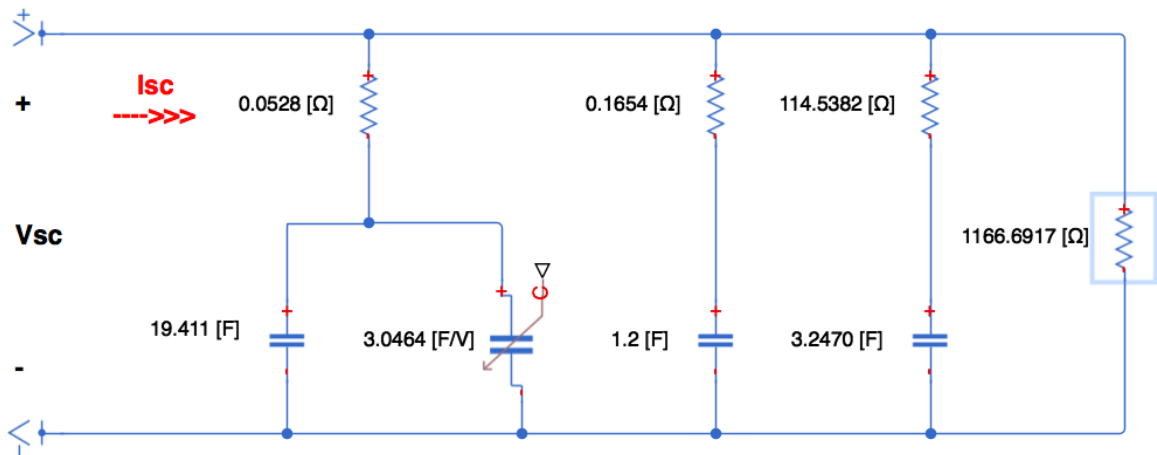 +
Isc
---->>>
+
0.0528 [Ω]
0.1654 [Ω]
114.5382 [Ω]
Vsc
1166.6917 [Ω]
C
19.411 [F]
3.0464 [F/V]
1.2 [F]
3.2470 [F]
-